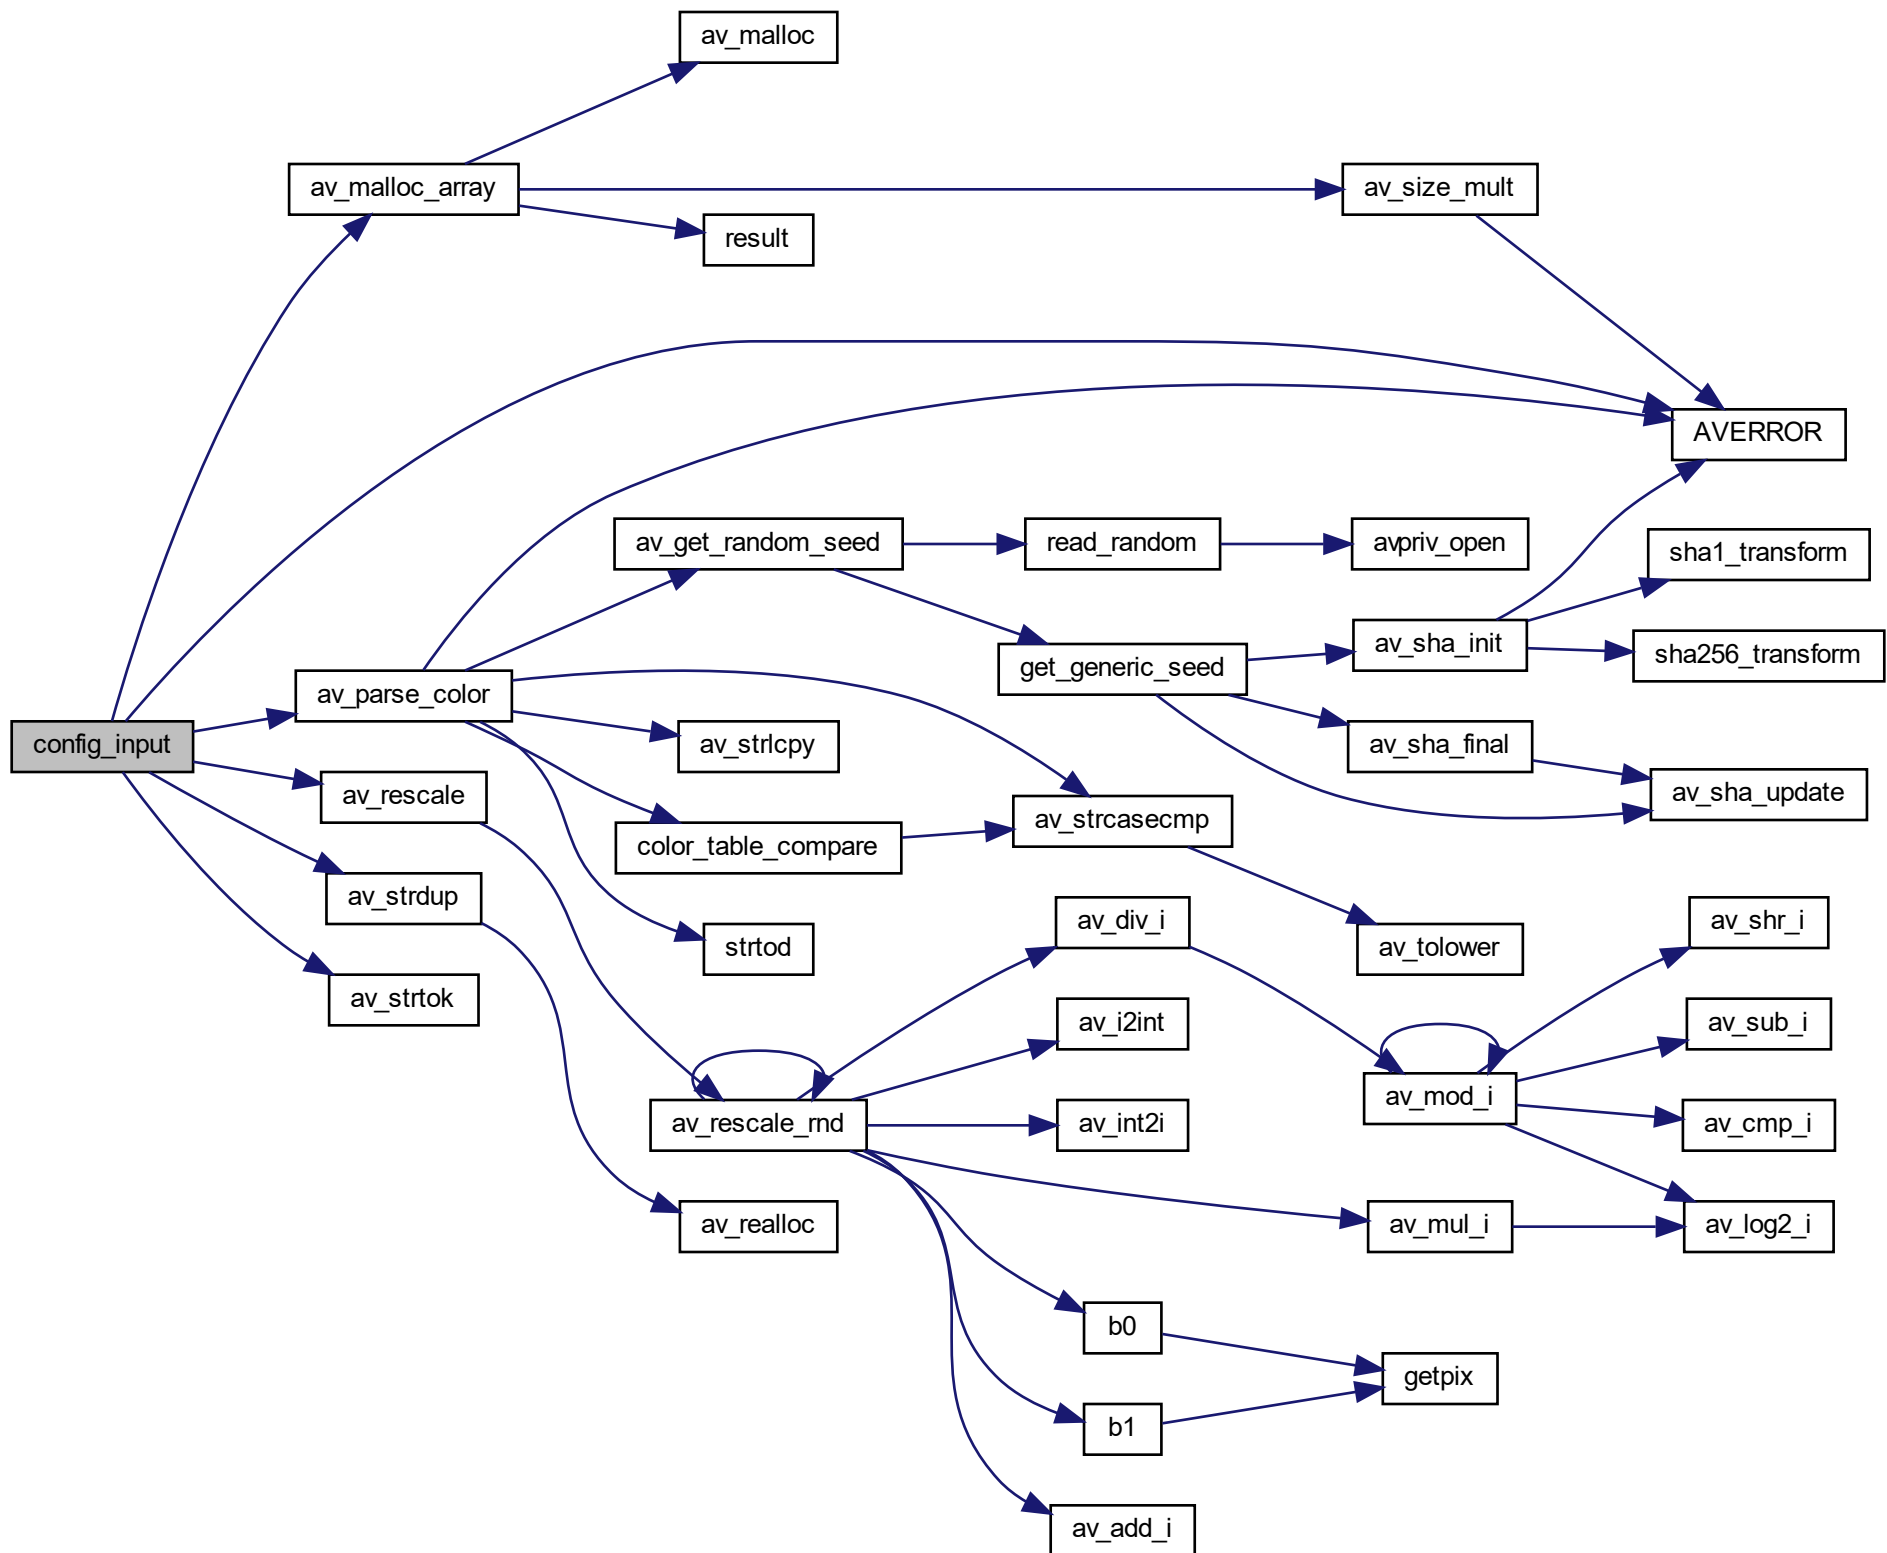 av_malloc
av_malloc_array
av_size_mult
result
AVERROR
av_get_random_seed
read_random
avpriv_open
sha1_transform
av_sha_init
sha256_transform
get_generic_seed
av_parse_color
config_input
av_strlcpy
av_sha_final
av_rescale
av_sha_update
av_strcasecmp
color_table_compare
av_strdup
av_div_i
av_shr_i
strtod
av_tolower
av_strtok
av_i2int
av_sub_i
av_mod_i
av_rescale_rnd
av_int2i
av_cmp_i
av_realloc
av_mul_i
av_log2_i
b0
getpix
b1
av_add_i